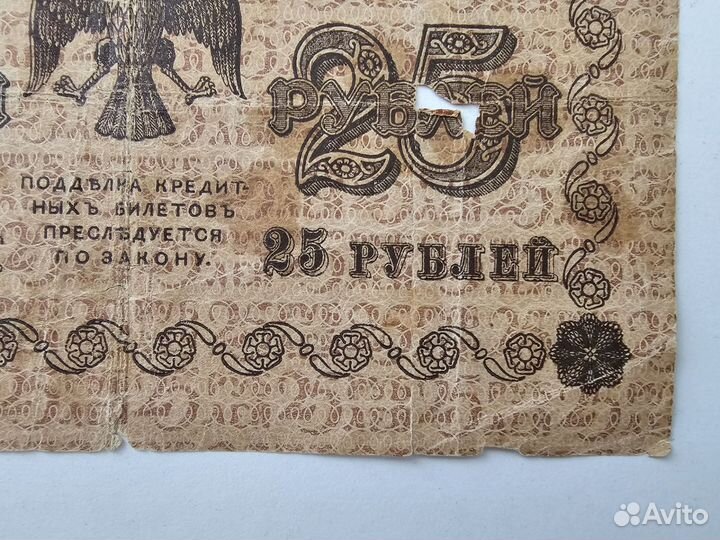 25
РУБЛЕЙ
ПОДДѢЛКА КРЕДИТ-
НЫХЪ БИЛЕТОВЪ
ПРЕСЛѢДУЕТСЯ
ПО ЗАКОНУ.
25 РУБЛЕЙ
Avito